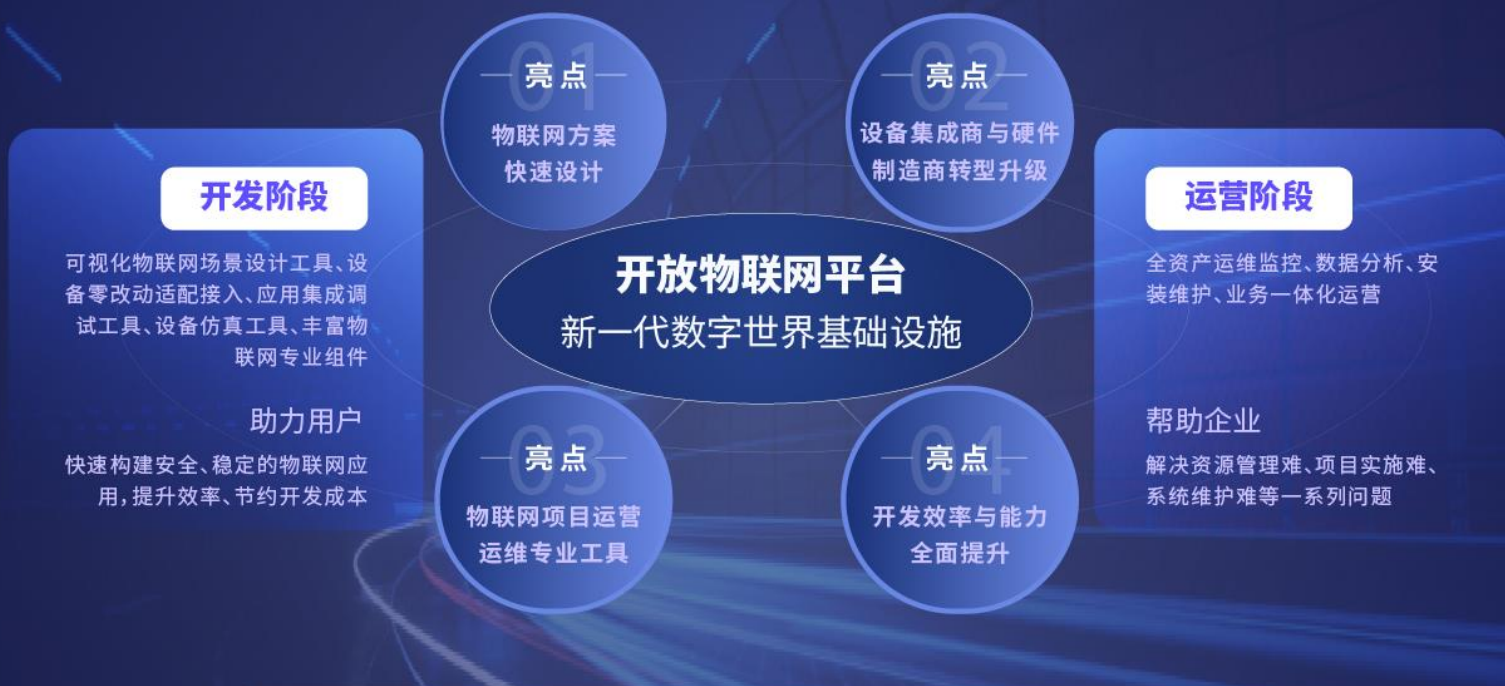 01
亮点
物联网方案
快速设计
02
亮点
设备集成商与硬件
制造商转型升级
开发阶段
可视化物联网场景设计工具、设
备零改动适配接入、应用集成调
试工具、设备仿真工具、丰富物
联网专业组件
助力用户
快速构建安全、稳定的物联网应
用,提升效率、节约开发成本
开放物联网平台
新一代数字世界基础设施
运营阶段
全资产运维监控、数据分析、安
装维护、业务一体化运营
帮助企业
解决资源管理难、项目实施难、
系统维护难等一系列问题
03
亮点
物联网项目运营
运维专业工具
04
亮点
开发效率与能力
全面提升